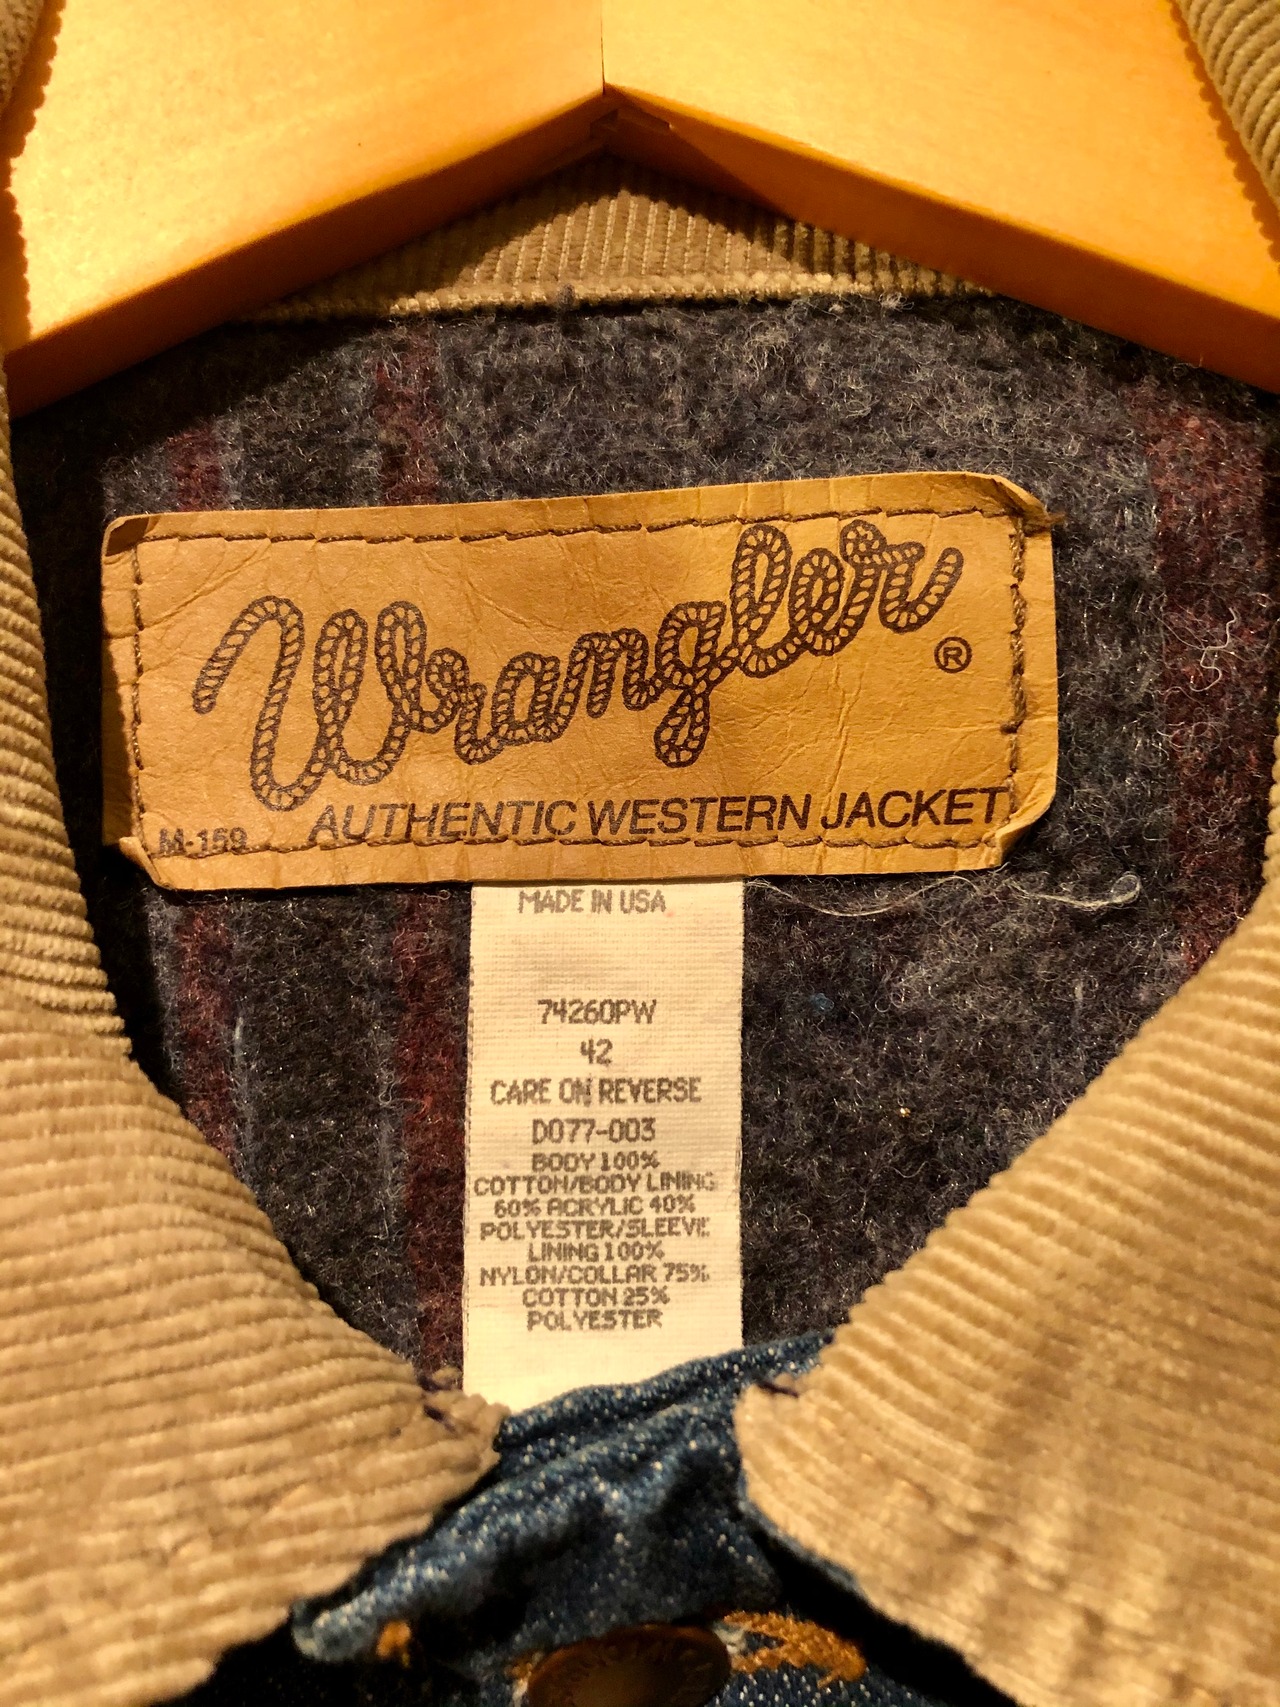 Wrangler ®
M-159 AUTHENTIC WESTERN JACKET
MADE IN USA
74260PW
42
CARE ON REVERSE
D077-003
BODY 100%
COTTON/BODY LINING
60% ACRYLIC 40%
POLYESTER/SLEEVE
LINING 100%
NYLON/COLLAR 75%
COTTON 25%
POLYESTER